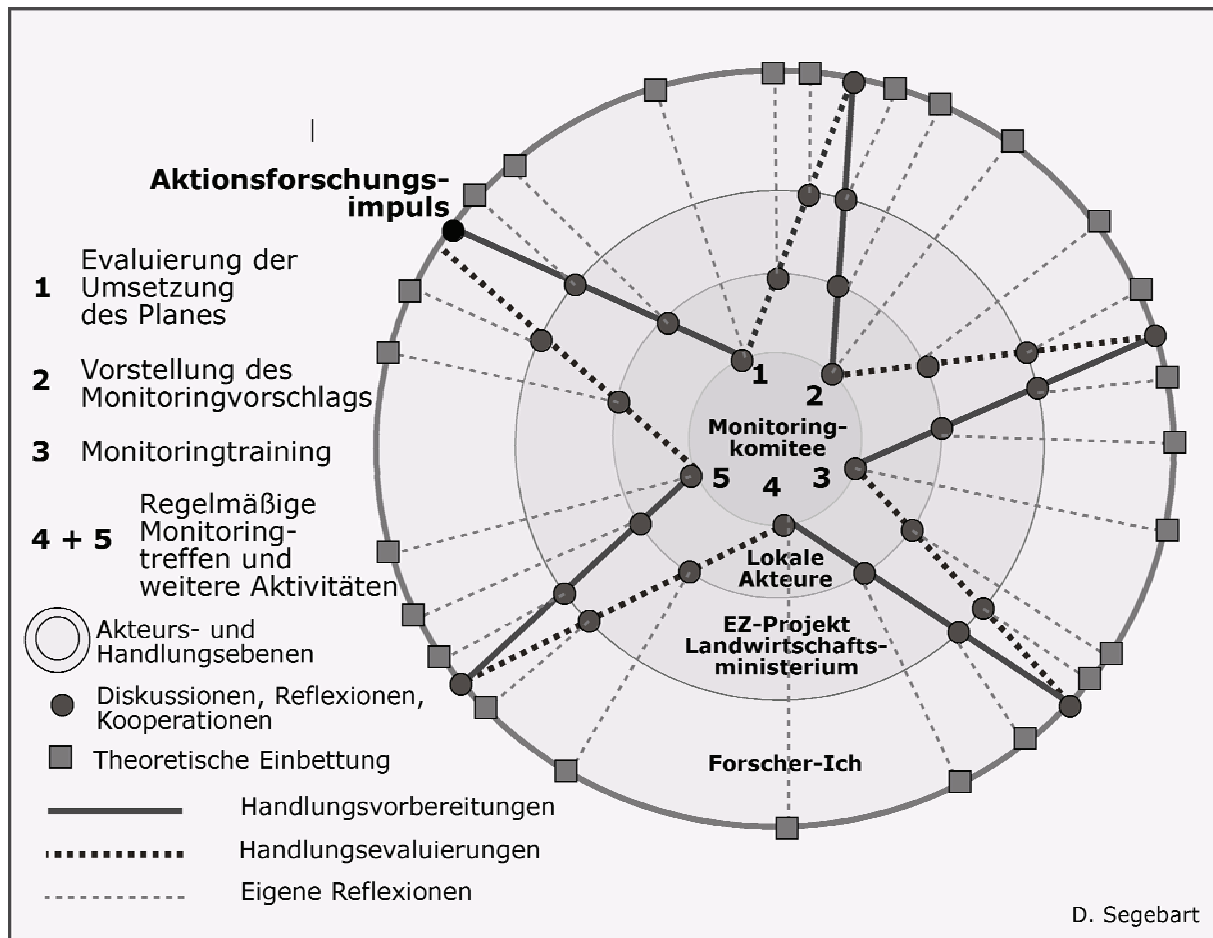 Aktionsforschungs-
impuls
1 Evaluierung der
Umsetzung
des Planes
2 Vorstellung des
Monitoringvorschlags
3 Monitoringtraining
4 + 5 Regelmäßige
Monitoring-
treffen und
weitere Aktivitäten
Akteurs- und
Handlungsebenen
Diskussionen, Reflexionen,
Kooperationen
Theoretische Einbettung
Handlungsvorbereitungen
Handlungsevaluierungen
Eigene Reflexionen
1
2
Monitoring-
komitee
5
4
3
Lokale
Akteure
EZ-Projekt
Landwirtschafts-
ministerium
Forscher-Ich
D. Segebart